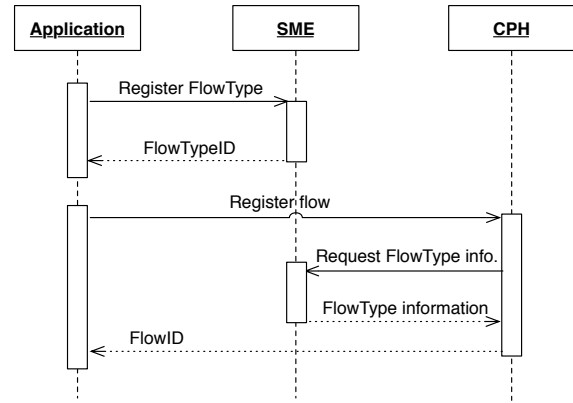 Application
SME
CPH
Register FlowType
FlowTypeID
Register flow
Request FlowType info.
FlowType information
FlowID